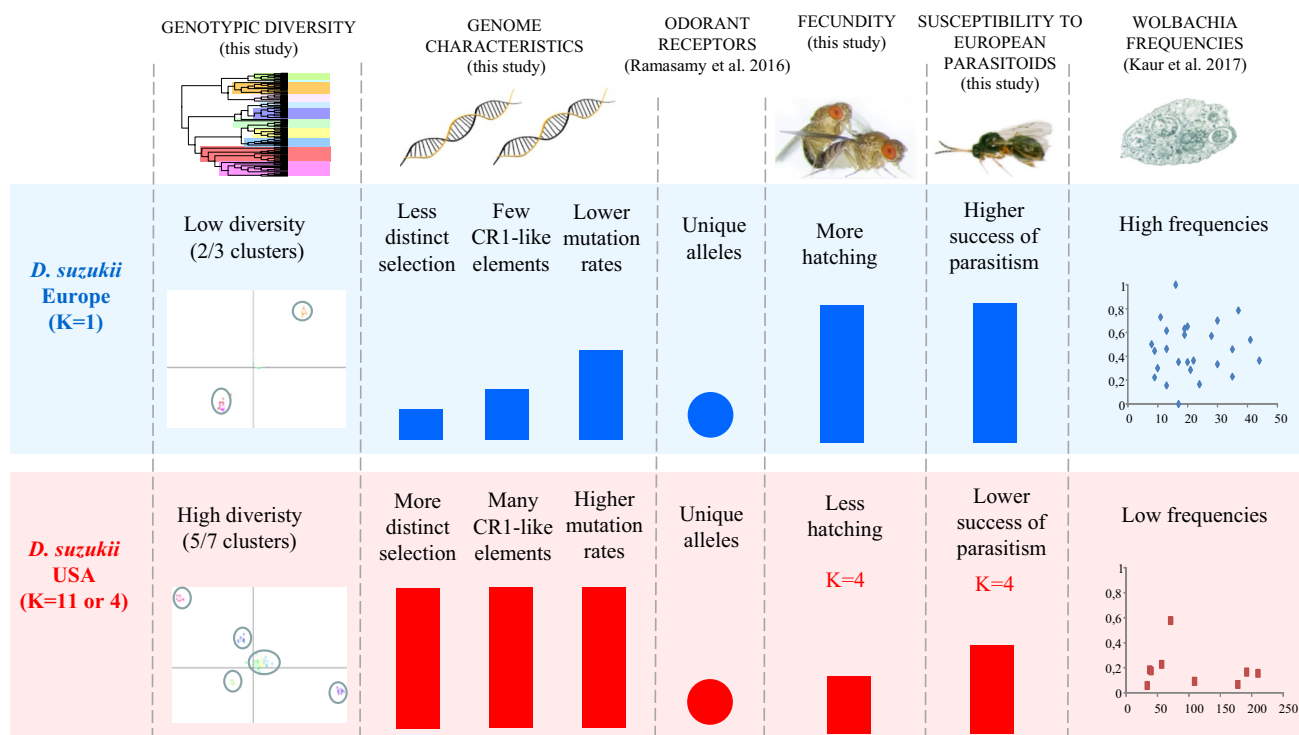 GENOTYPIC DIVERSITY
(this study)
GENOME
CHARACTERISTICS
(this study)
ODORANT
RECEPTORS
(Ramasamy et al. 2016)
FECUNDITY
(this study)
SUSCEPTIBILITY TO
EUROPEAN
PARASITOIDS
(this study)
WOLBACHIA
FREQUENCIES
(Kaur et al. 2017)
D. suzukii
Europe
(K=1)
Low diversity
(2/3 clusters)
Less
distinct
selection
Few
CR1-like
elements
Lower
mutation
rates
Unique
alleles
More
hatching
Higher
success of
parasitism
High frequencies
1
0,8
0,6
0,4
0,2
0
0 10 20 30 40 50
D. suzukii
USA
(K=11 or 4)
High diveristy
(5/7 clusters)
More
distinct
selection
Many
CR1-like
elements
Higher
mutation
rates
Unique
alleles
Less
hatching
K=4
Lower
success of
parasitism
K=4
Low frequencies
1
0,8
0,6
0,4
0,2
0
0 50 100 150 200 250